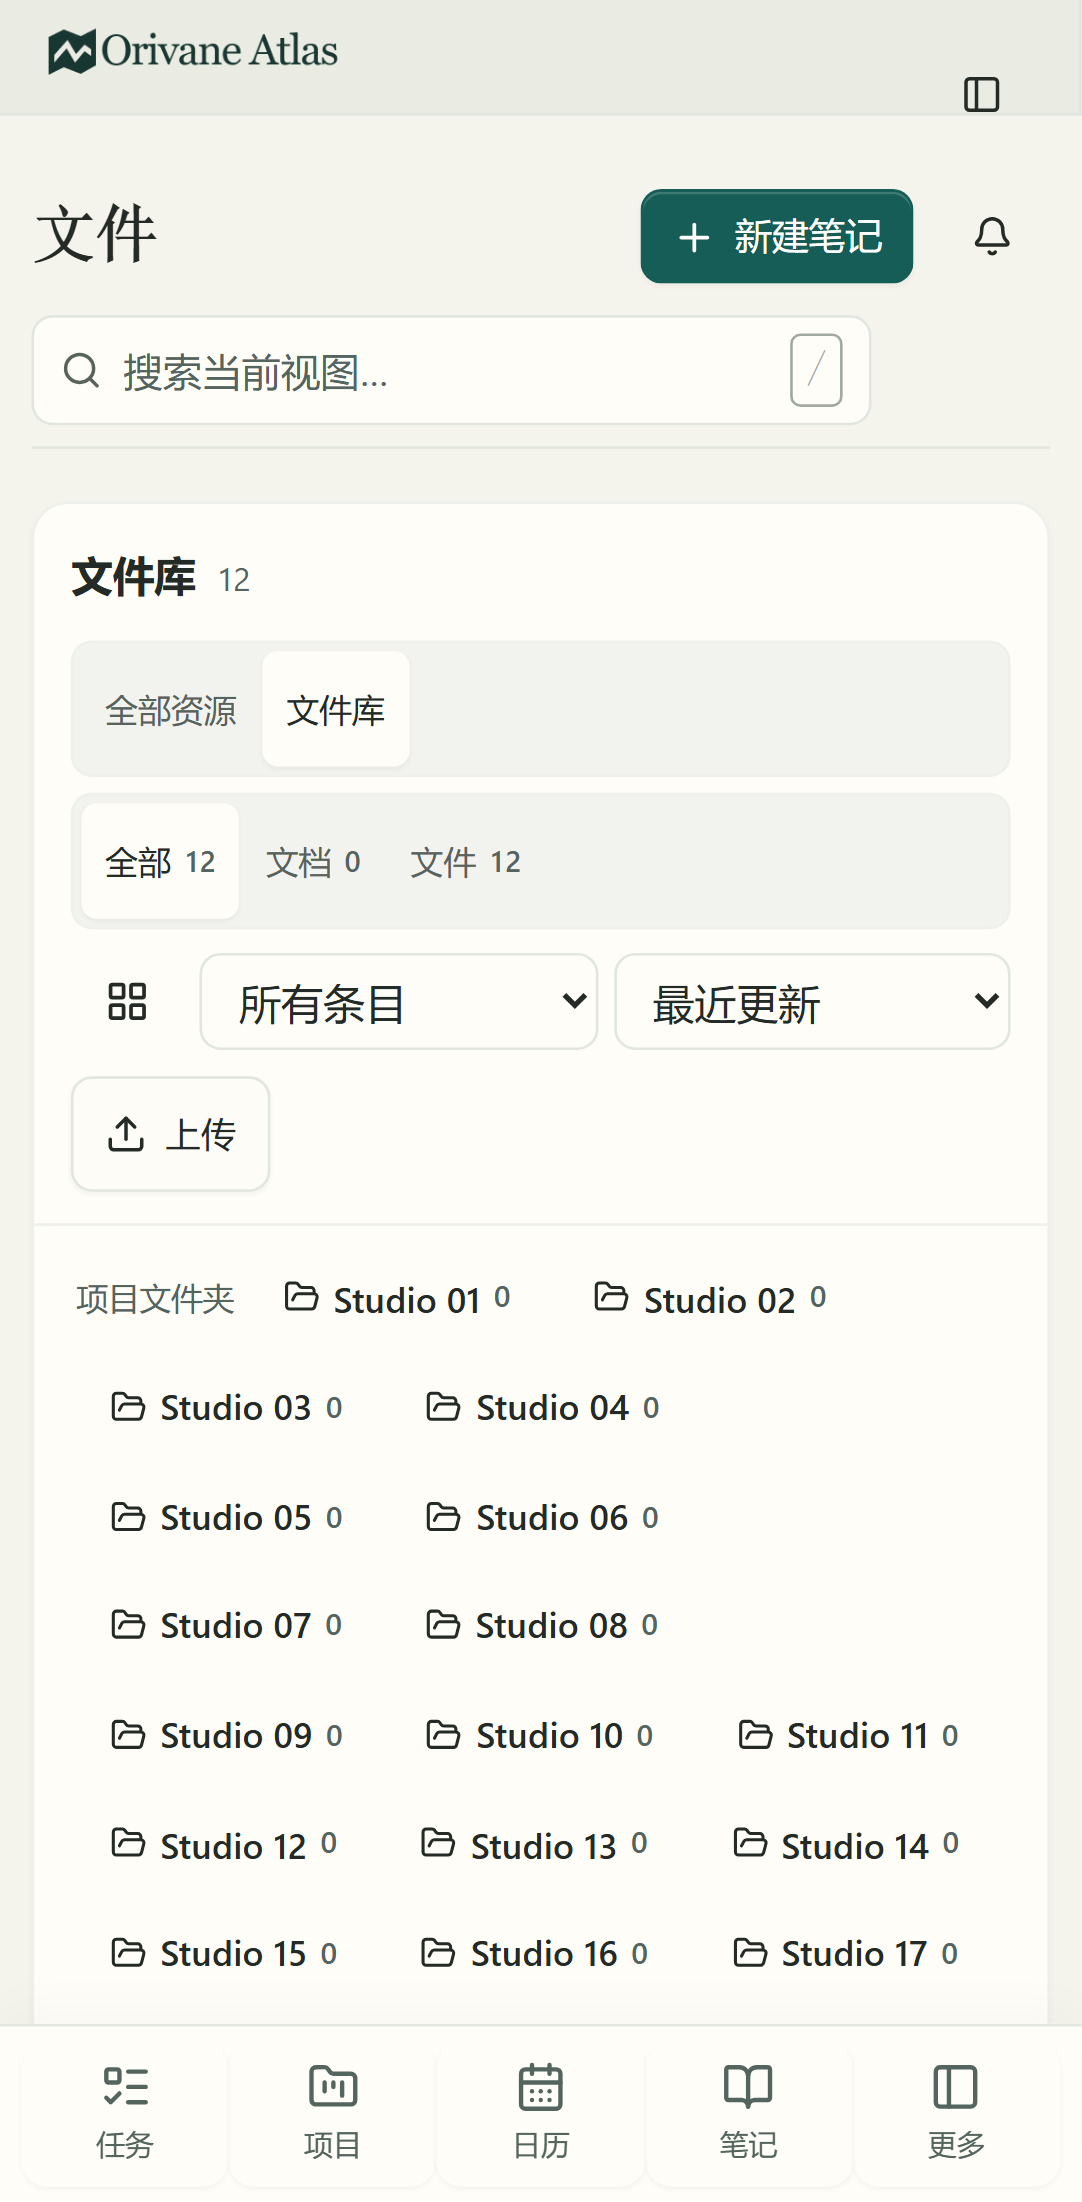 Orivane Atlas
文件
新建笔记
搜索当前视图...
/
文件库 12
全部资源 文件库
全部 12 文档 0 文件 12
所有条目 最近更新
上传
项目文件夹 Studio 01 0 Studio 02 0
Studio 03 0 Studio 04 0
Studio 05 0 Studio 06 0
Studio 07 0 Studio 08 0
Studio 09 0 Studio 10 0 Studio 11 0
Studio 12 0 Studio 13 0 Studio 14 0
Studio 15 0 Studio 16 0 Studio 17 0
任务 项目 日历 笔记 更多